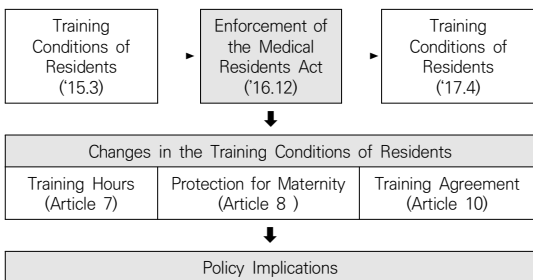 Training
Conditions of
Residents
('15.3)
Enforcement of
the Medical
Residents Act
('16.12)
Training
Conditions of
Residents
('17.4)
Changes in the Training Conditions of Residents
Training Hours
(Article 7)
Protection for Maternity
(Article 8 )
Training Agreement
(Article 10)
Policy Implications